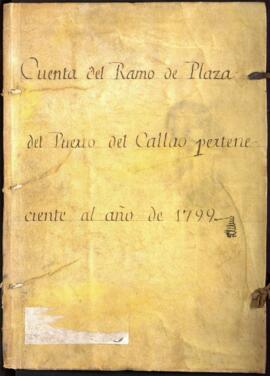 Cuenta del Ramo de Plaza
del Puerto del Callao pertene-
ciente al año de 1799